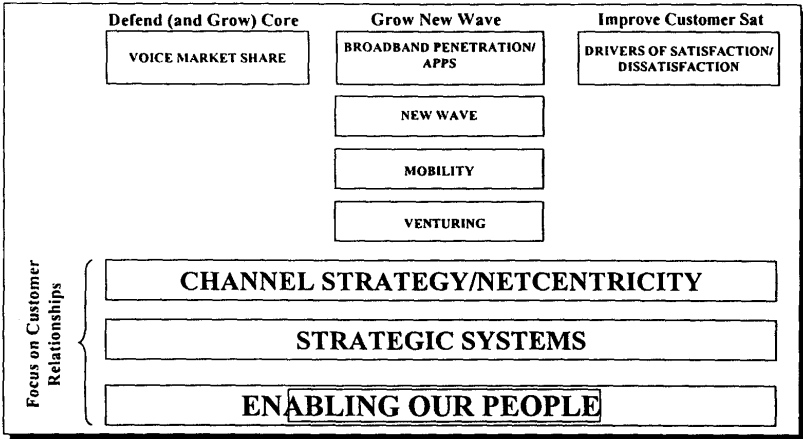 Defend (and Grow) Core
Grow New Wave
Improve Customer Sat
VOICE MARKET SHARE
BROADBAND PENETRATION/
APPS
DRIVERS OF SATISFACTION/
DISSATISFACTION
NEW WAVE
MOBILITY
VENTURING
Focus on Customer
Relationships
CHANNEL STRATEGY/NETCENTRICITY
STRATEGIC SYSTEMS
ENABLING OUR PEOPLE